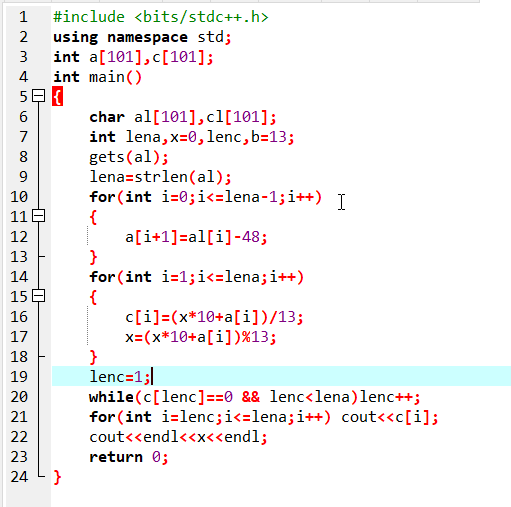 1 #include <bits/stdc++.h>
2 using namespace std;
3 int a[101],c[101];
4 int main()
5 {
6 char al[101],cl[101];
7 int lena,x=0,lenc,b=13;
8 gets(al);
9 lena=strlen(al);
10 for(int i=0;i<=lena-1;i++)
11 {
12 a[i+1]=al[i]-48;
13 }
14 for(int i=1;i<=lena;i++)
15 {
16 c[i]=(x*10+a[i])/13;
17 x=(x*10+a[i])%13;
18 }
19 lenc=1;
20 while(c[lenc]==0 && lenc<lena)lenc++;
21 for(int i=lenc;i<=lena;i++) cout<<c[i];
22 cout<<endl<<x<<endl;
23 return 0;
24 }